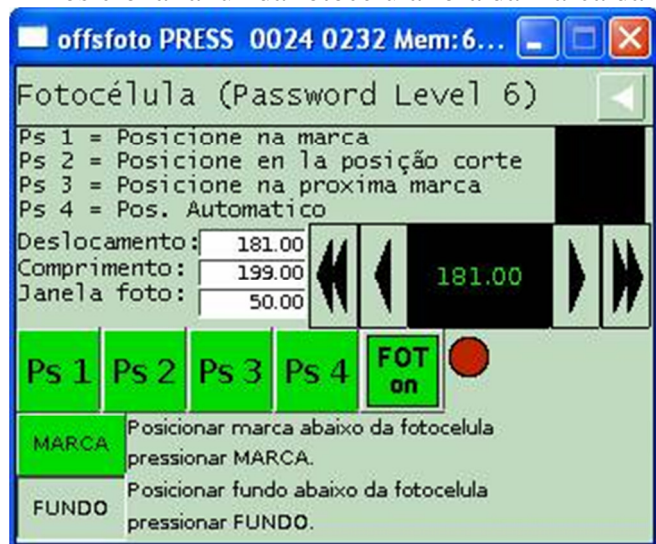 offsfoto PRESS 0024 0232 Mem:6...
Fotocélula (Password Level 6)
Ps 1 = Posicione na marca
Ps 2 = Posicione en la posição corte
Ps 3 = Posicione na proxima marca
Ps 4 = Pos. Automatico
Deslocamento: 181.00
Comprimento: 199.00
Janela foto: 50.00
181.00
Ps 1 Ps 2 Ps 3 Ps 4 FOT on
MARCA
Posicionar marca abaixo da fotocelula
pressionar MARCA.
FUNDO
Posicionar fundo abaixo da fotocelula
pressionar FUNDO.